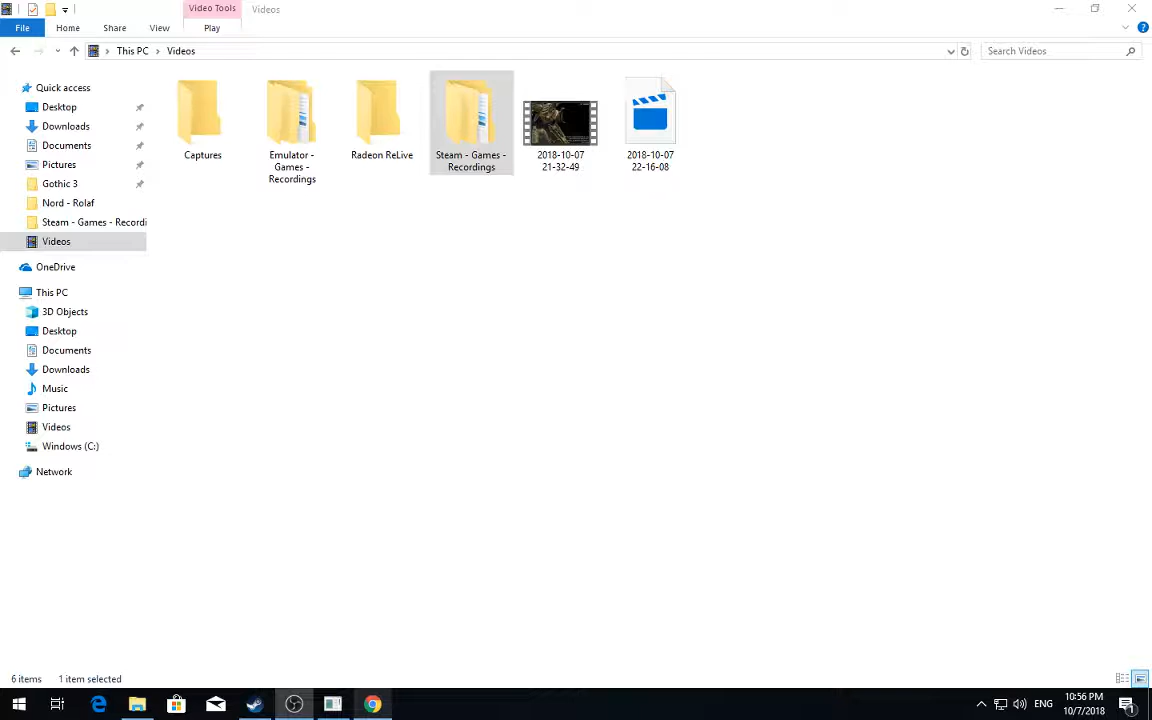 Video Tools
Videos
File
Home
Share
View
Play
This PC
Videos
Search Videos
Quick access
Desktop
Downloads
Documents
Pictures
Gothic 3
Nord - Rolaf
Steam - Games - Recordi
Videos
OneDrive
This PC
3D Objects
Desktop
Documents
Downloads
Music
Pictures
Videos
Windows (C:)
Network
Captures
Emulator -
Games -
Recordings
Radeon ReLive
Steam - Games -
Recordings
2018-10-07
21-32-49
2018-10-07
22-16-08
6 items
1 item selected
ENG
10:56 PM
10/7/2018
1